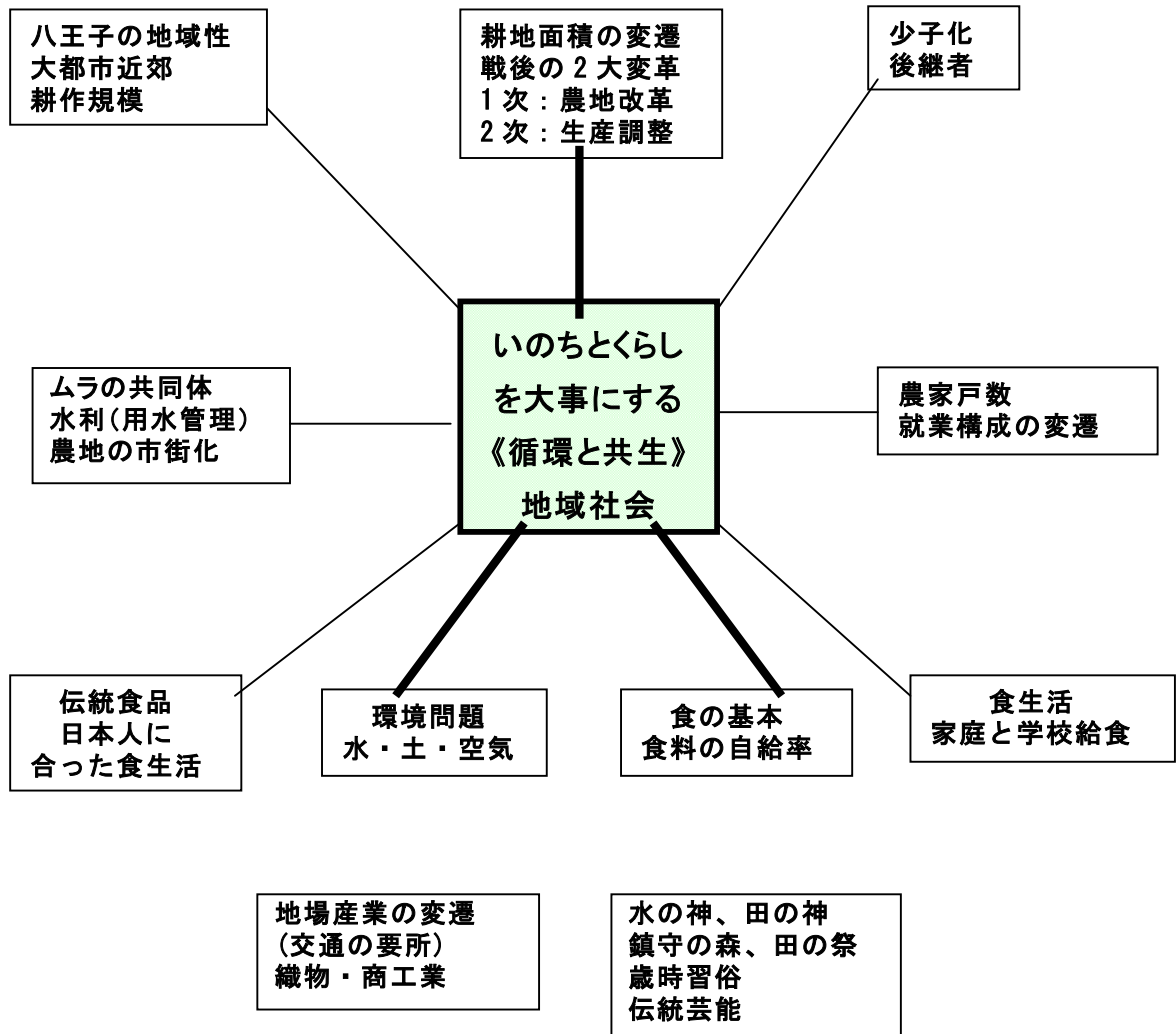 八王子の地域性
大都市近郊
耕作規模
耕地面積の変遷
戦後の2大変革
1次：農地改革
2次：生産調整
少子化
後継者
いのちとくらし
を大事にする
《循環と共生》
地域社会
ムラの共同体
水利(用水管理)
農地の市街化
農家戸数
就業構成の変遷
伝統食品
日本人に
合った食生活
環境問題
水・土・空気
食の基本
食料の自給率
食生活
家庭と学校給食
地場産業の変遷
(交通の要所)
織物・商工業
水の神、田の神
鎮守の森、田の祭
歳時習俗
伝統芸能